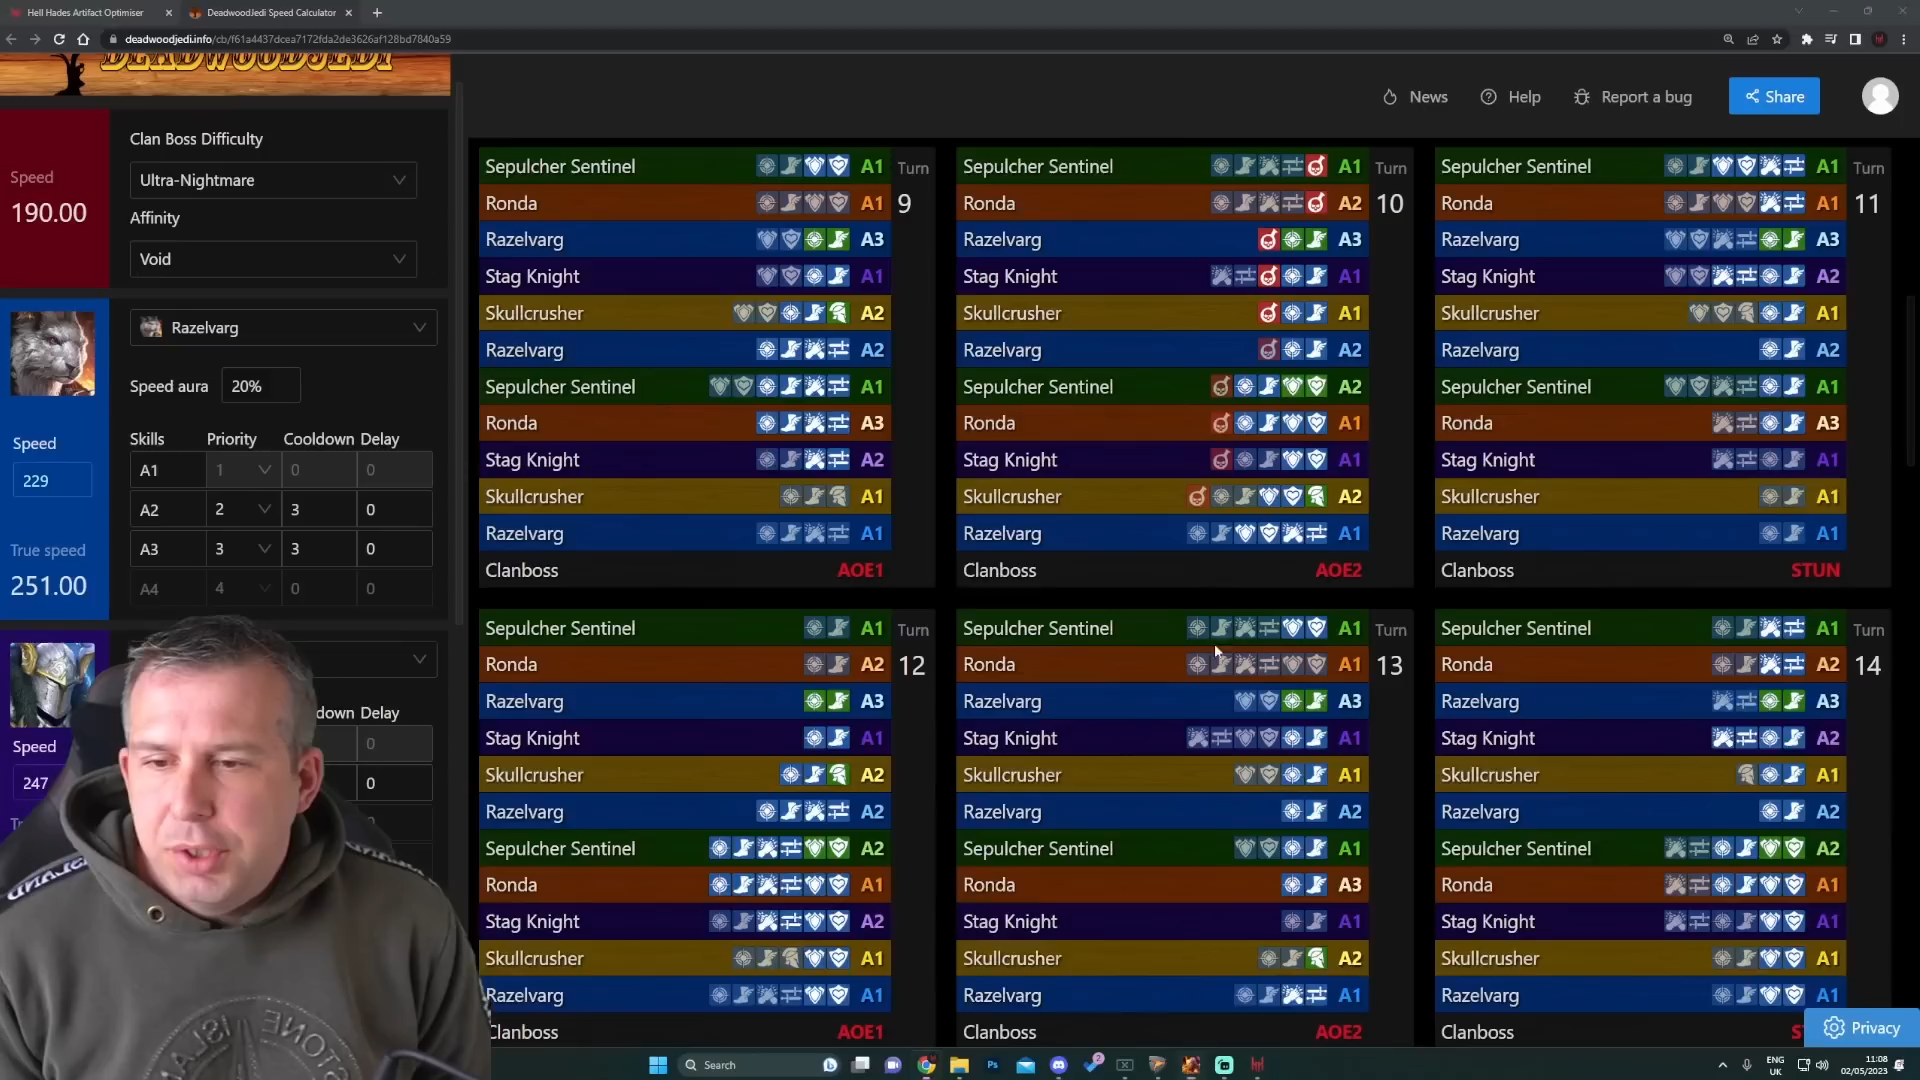 Hell Hades Artifact Optimiser
DeadwoodJedi Speed Calculator
deadwoodjedi.info/cb/f61a4437dcea7172fda2de3626af128bd7840a59
DEADWOODJEDI
News
Help
Report a bug
Share
Speed
190.00
Clan Boss Difficulty
Ultra-Nightmare
Affinity
Void
Razelvarg
Speed aura 20%
Speed
229
True speed
251.00
Skills Priority Cooldown Delay
A1 1 0 0
A2 2 3 0
A3 3 3 0
A4 4 0 0
Delay
0
Speed
247
0
Sepulcher Sentinel A1 Turn
Ronda A1 9
Razelvarg A3
Stag Knight A1
Skullcrusher A2
Razelvarg A2
Sepulcher Sentinel A1
Ronda A3
Stag Knight A2
Skullcrusher A1
Razelvarg A1
Clanboss AOE1
Sepulcher Sentinel A1 Turn
Ronda A2 10
Razelvarg A3
Stag Knight A1
Skullcrusher A1
Razelvarg A2
Sepulcher Sentinel A2
Ronda A1
Stag Knight A1
Skullcrusher A2
Razelvarg A1
Clanboss AOE2
Sepulcher Sentinel A1 Turn
Ronda A1 11
Razelvarg A3
Stag Knight A2
Skullcrusher A1
Razelvarg A2
Sepulcher Sentinel A1
Ronda A3
Stag Knight A1
Skullcrusher A1
Razelvarg A1
Clanboss STUN
Sepulcher Sentinel A1 Turn
Ronda A2 12
Razelvarg A3
Stag Knight A1
Skullcrusher A2
Razelvarg A2
Sepulcher Sentinel A2
Ronda A1
Stag Knight A2
Skullcrusher A1
Razelvarg A1
Clanboss AOE1
Sepulcher Sentinel A1 Turn
Ronda A1 13
Razelvarg A3
Stag Knight A1
Skullcrusher A1
Razelvarg A2
Sepulcher Sentinel A1
Ronda A3
Stag Knight A1
Skullcrusher A2
Razelvarg A1
Clanboss AOE2
Sepulcher Sentinel A1 Turn
Ronda A2 14
Razelvarg A3
Stag Knight A2
Skullcrusher A1
Razelvarg A2
Sepulcher Sentinel A2
Ronda A1
Stag Knight A1
Skullcrusher A1
Razelvarg A1
Clanboss
Privacy
Search
Ps
2
ENG
UK
11:08
02/05/2023